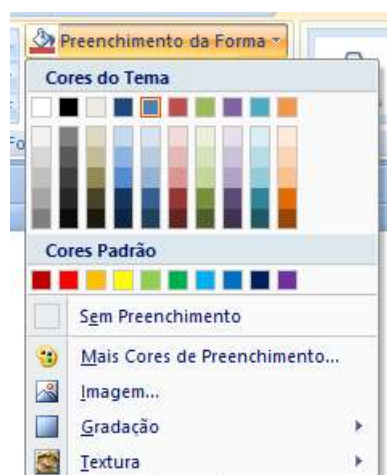 Preenchimento da Forma
Cores do Tema
Cores Padrão
Sem Preenchimento
Mais Cores de Preenchimento...
Imagem...
Gradação
Textura